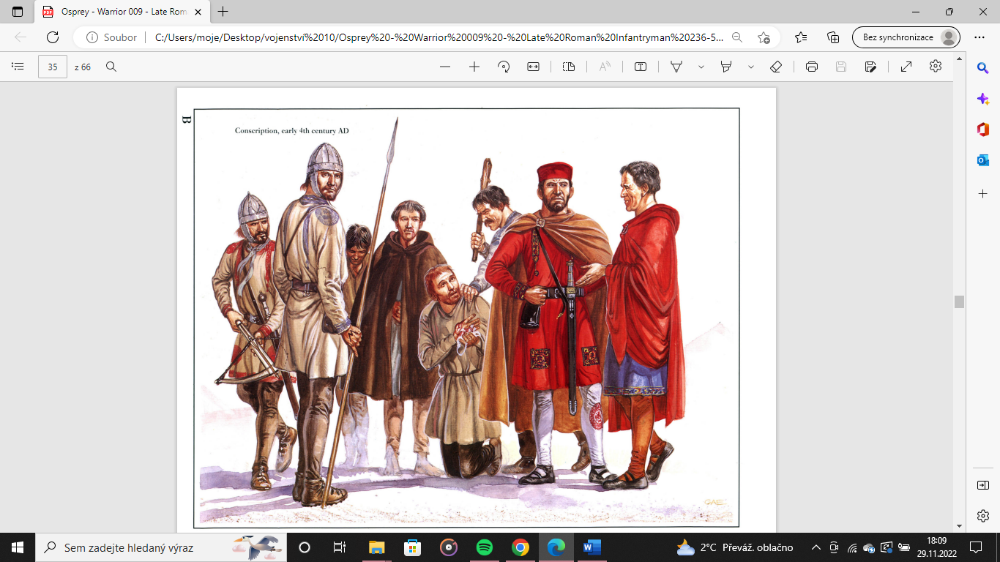 Osprey - Warrior 009 - Late Rom
Soubor
C:/Users/moje/Desktop/vojenství%2010/Osprey%20-%20Warrior%20009%20-%20Late%20Roman%20Infantryman%20236-5...
Bez synchronizace
35
z 66
B
Conscription, early 4th century AD
GAE
Sem zadejte hledaný výraz
2°C Převáž. oblačno
18:09
29.11.2022